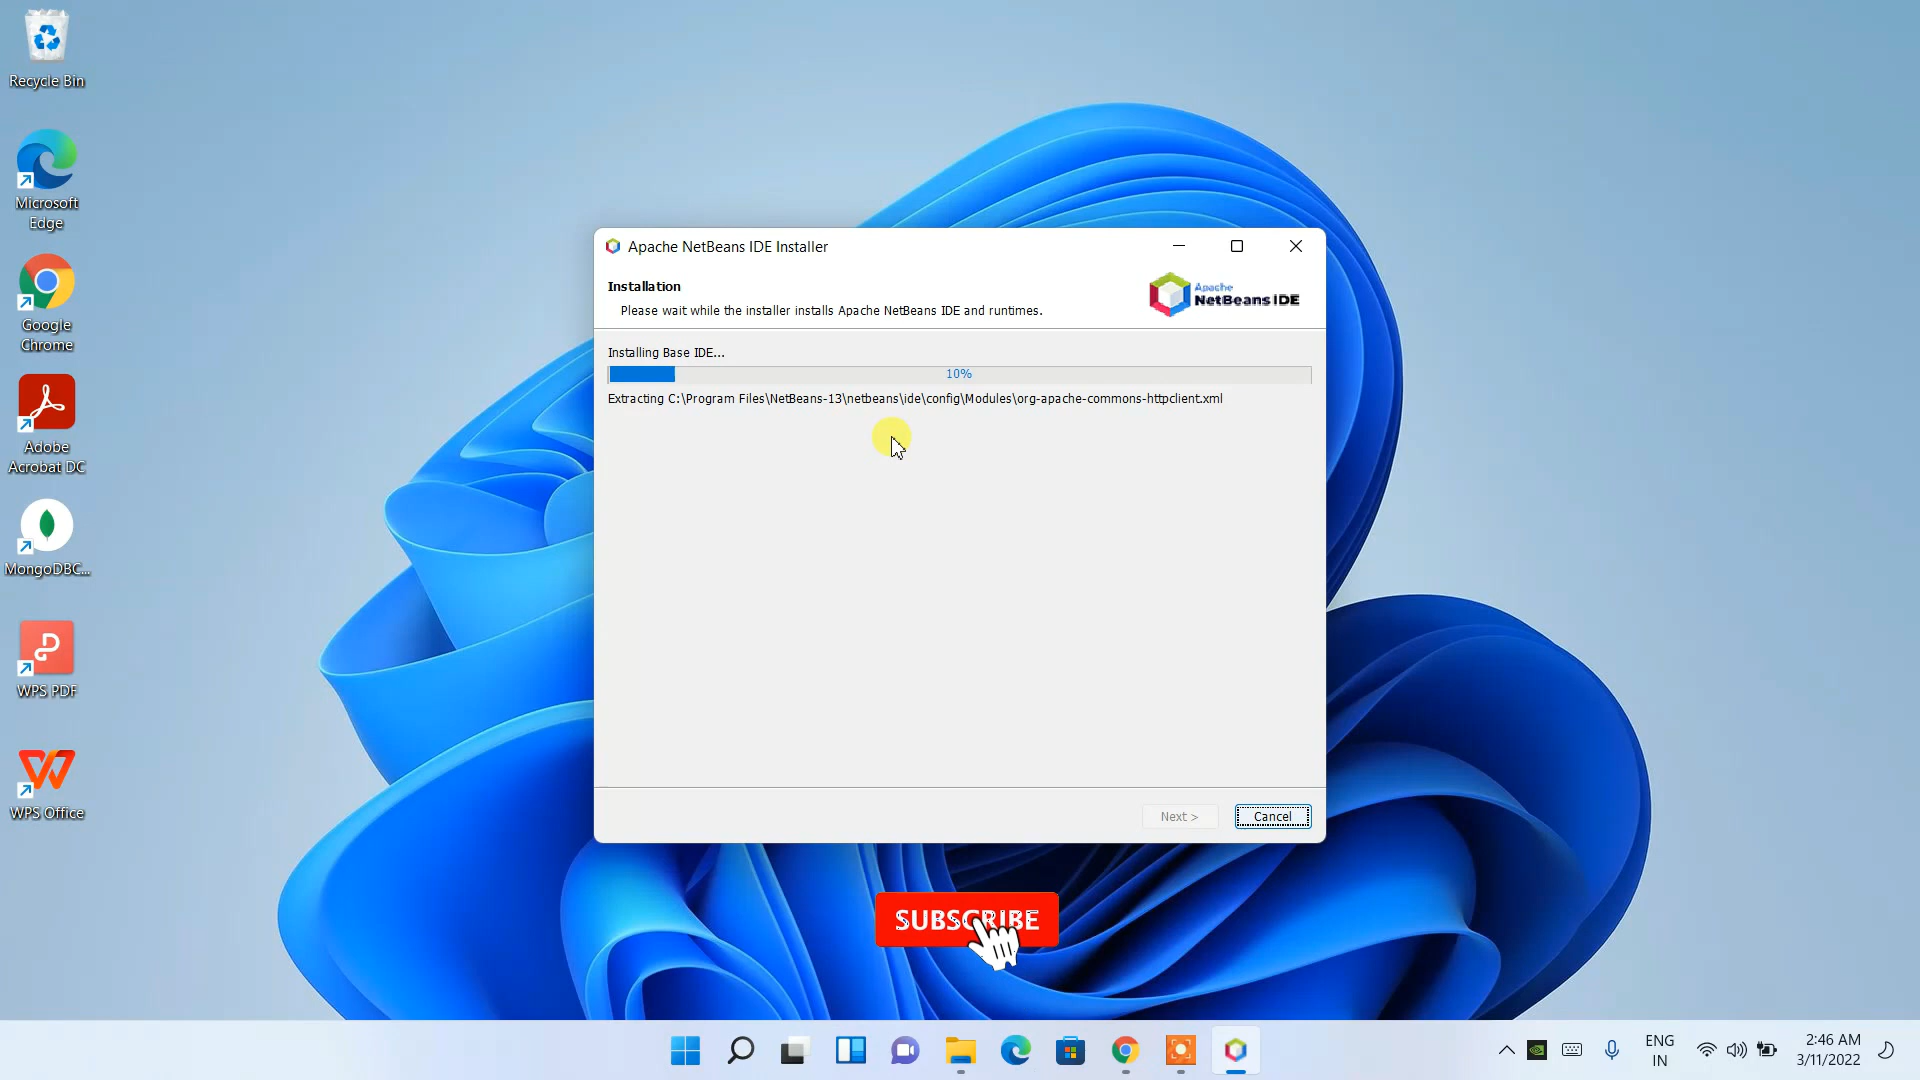 Recycle Bin
Microsoft
Edge
Google
Chrome
Adobe
Acrobat DC
MongoDBC...
WPS PDF
WPS Office
Apache NetBeans IDE Installer
Installation
Please wait while the installer installs Apache NetBeans IDE and runtimes.
Apache
NetBeans IDE
Installing Base IDE...
10%
Extracting C:\Program Files\NetBeans-13\netbeans\ide\config\Modules\org-apache-commons-httpclient.xml
Next >
Cancel
SUBSCRIBE
ENG
IN
2:46 AM
3/11/2022